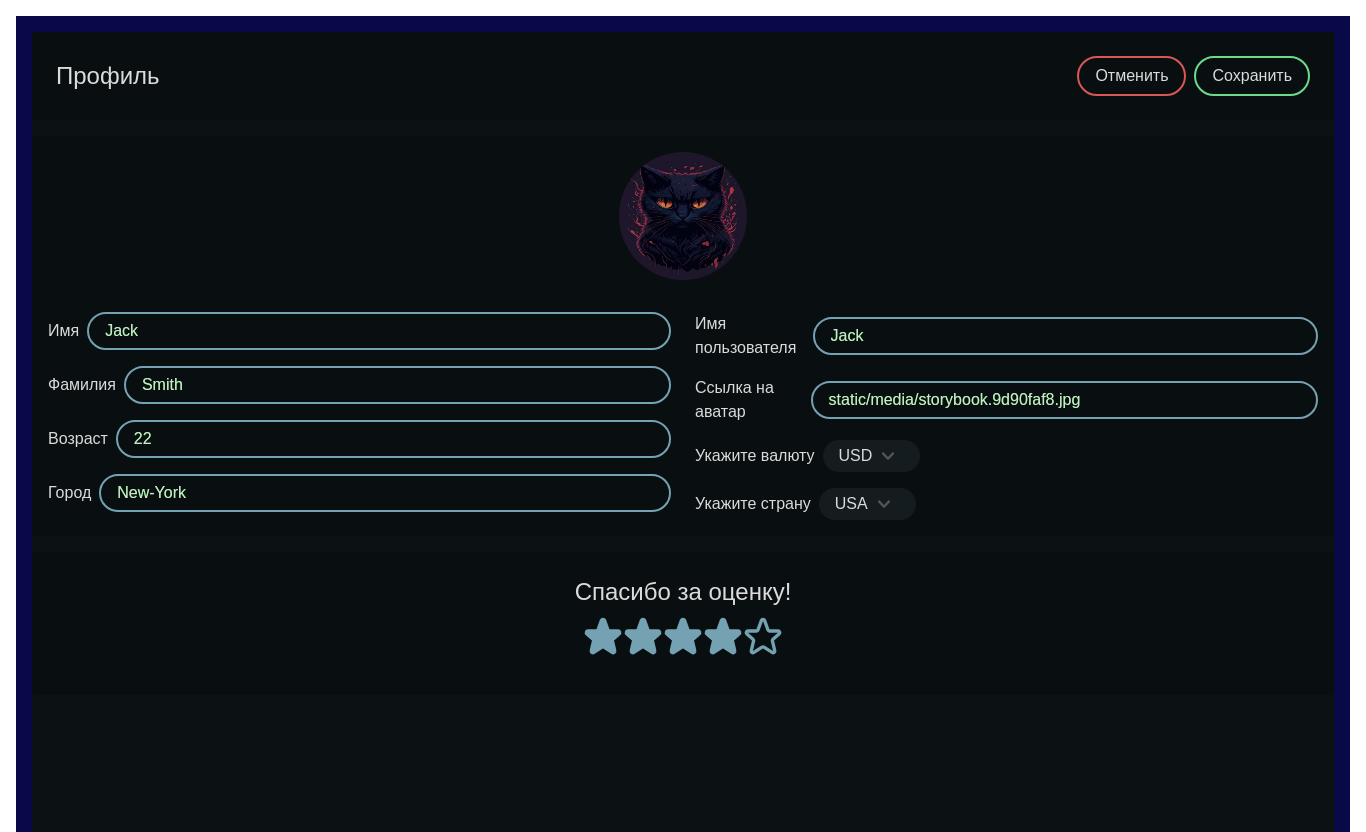 Профиль
Отменить
Сохранить
Имя
Jack
Фамилия
Smith
Возраст
22
Город
New-York
Имя
пользователя
Jack
Ссылка на
аватар
static/media/storybook.9d90faf8.jpg
Укажите валюту
USD
Укажите страну
USA
Спасибо за оценку!